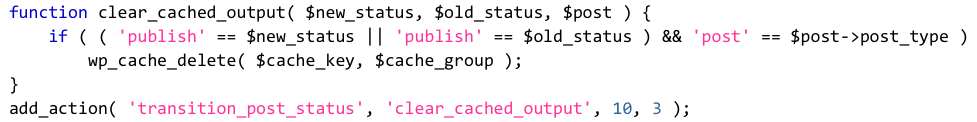 function clear_cached_output( $new_status, $old_status, $post ) {
    if ( ( 'publish' == $new_status || 'publish' == $old_status ) && 'post' == $post->post_type )
        wp_cache_delete( $cache_key, $cache_group );
}
add_action( 'transition_post_status', 'clear_cached_output', 10, 3 );